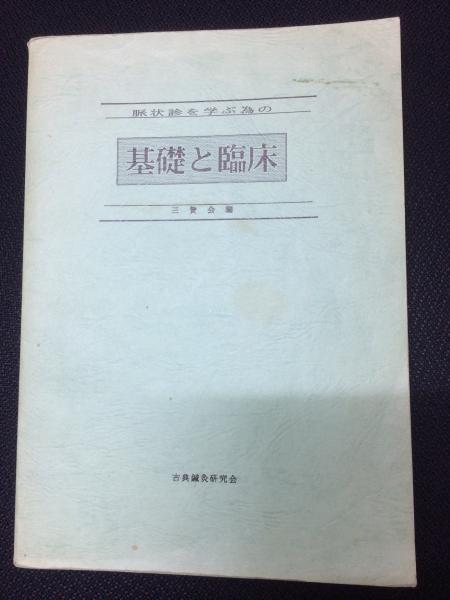 脈状診を学ぶ為の
基礎と臨床
三贄会編
古典鍼灸研究会